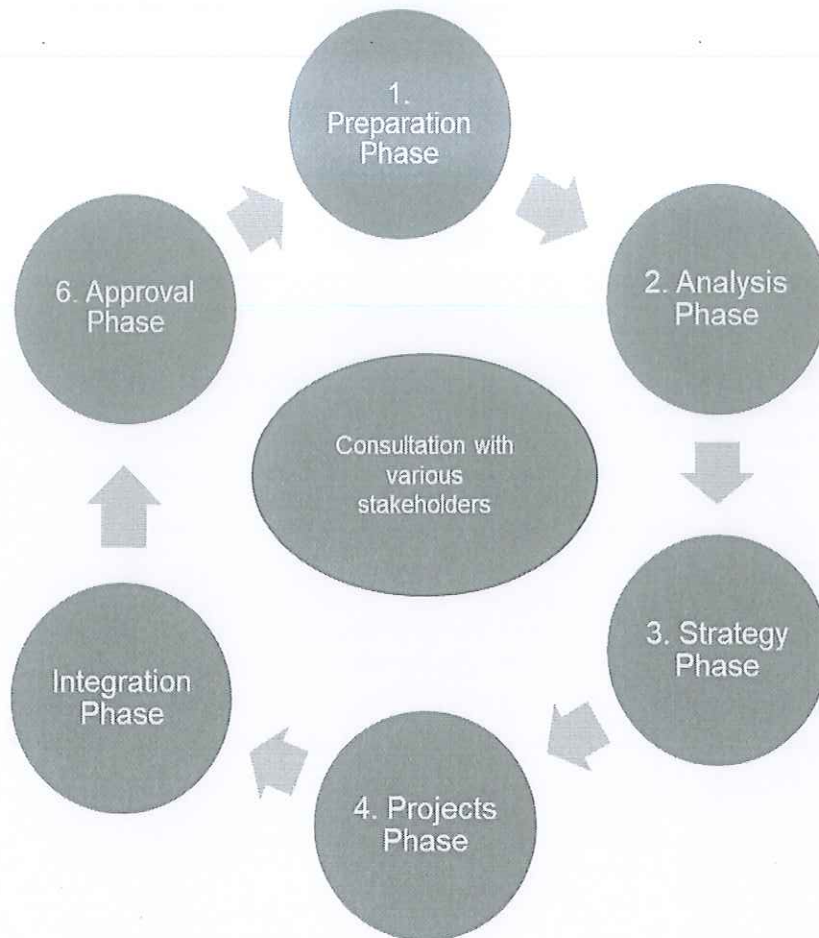 1.
Preparation
Phase
2. Analysis
Phase
3. Strategy
Phase
4. Projects
Phase
Integration
Phase
6. Approval
Phase
Consultation with
various
stakeholders